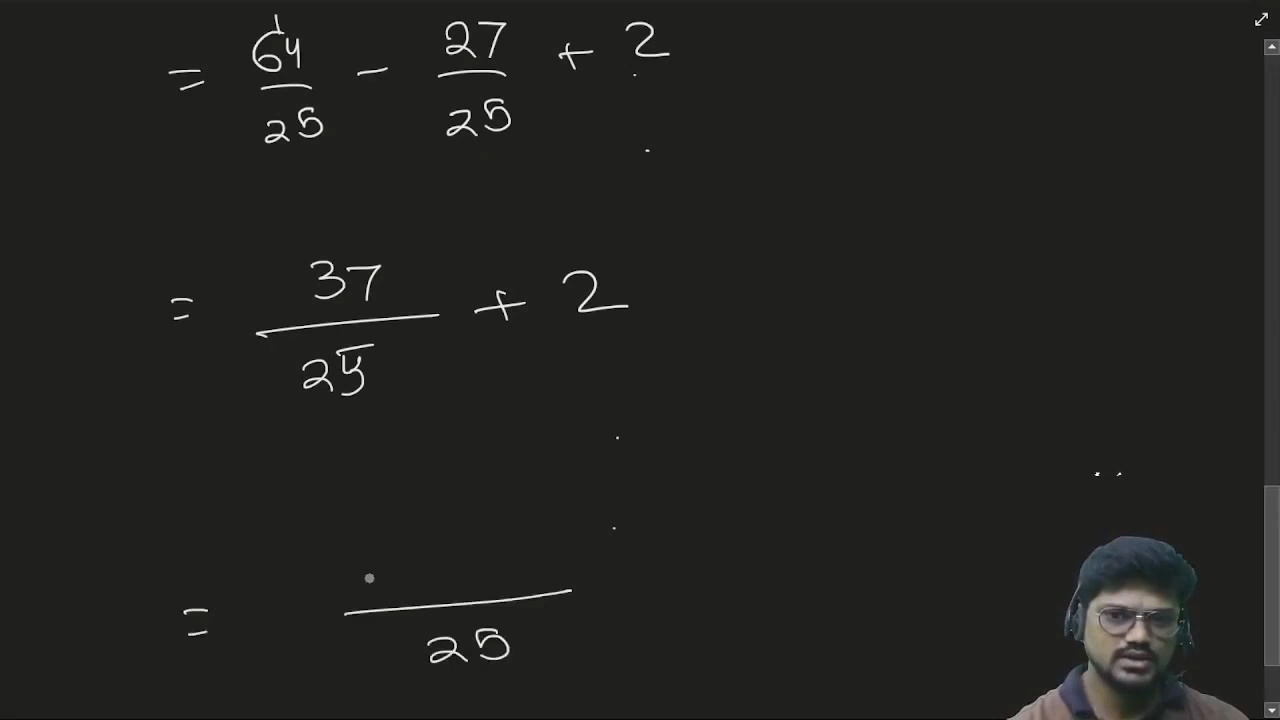 = 64/25 - 27/25 + 2
= 37/25 + 2
= /25